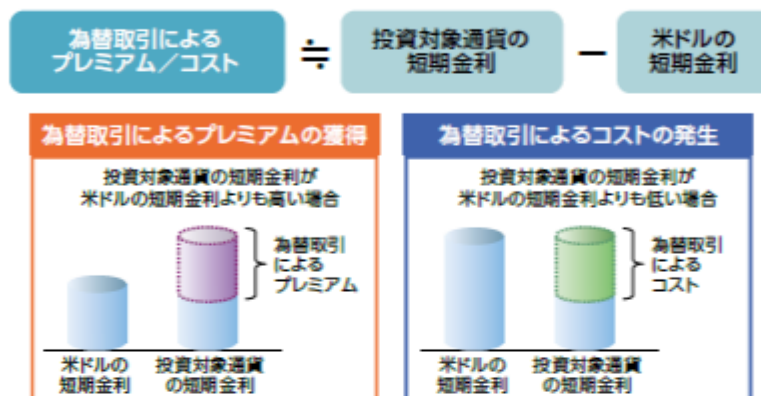 為替取引による
プレミアム／コスト
≒
投資対象通貨の
短期金利
－
米ドルの
短期金利
為替取引によるプレミアムの獲得
投資対象通貨の短期金利が
米ドルの短期金利よりも高い場合
為替取引
による
プレミアム
米ドルの
短期金利
投資対象通貨
の短期金利
為替取引によるコストの発生
投資対象通貨の短期金利が
米ドルの短期金利よりも低い場合
為替取引
による
コスト
米ドルの
短期金利
投資対象通貨
の短期金利